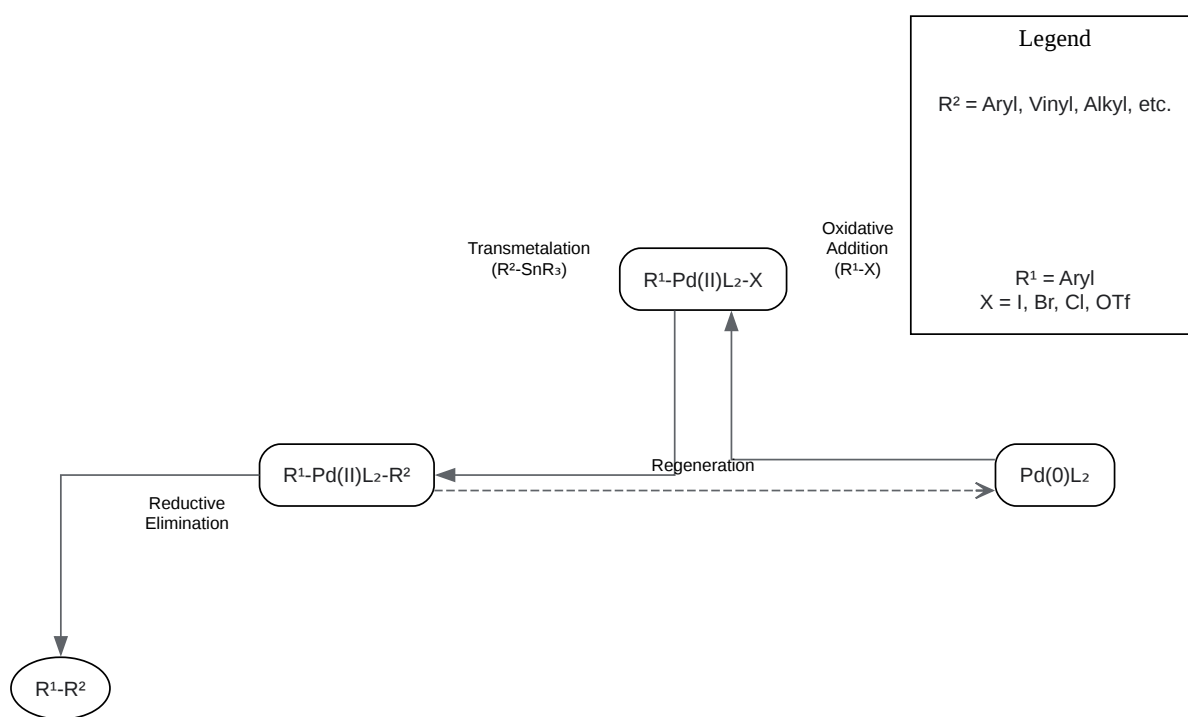 Legend
R² = Aryl, Vinyl, Alkyl, etc.
R¹ = Aryl
X = I, Br, Cl, OTf
Transmetalation
(R²-SnR₃)
R¹-Pd(II)L₂-X
Oxidative
Addition
(R¹-X)
R¹-Pd(II)L₂-R²
Regeneration
Pd(0)L₂
Reductive
Elimination
R¹-R²